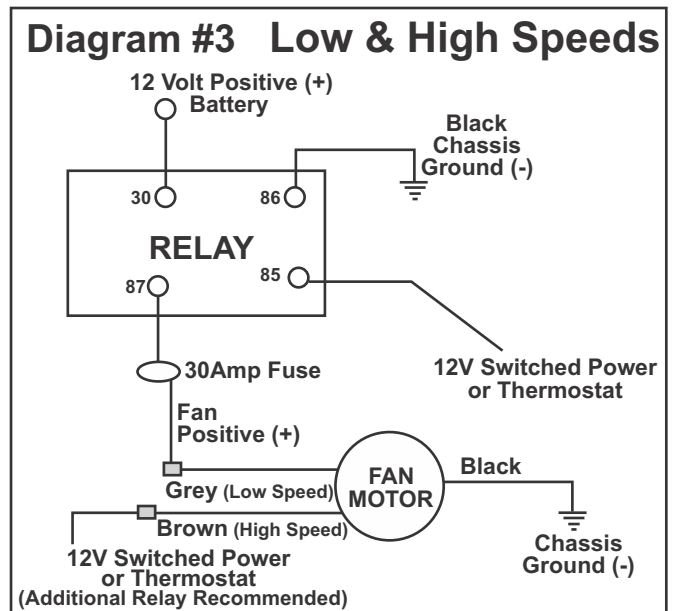 Diagram #3 Low & High Speeds
12 Volt Positive (+)
Battery
Black
Chassis
Ground (-)
30
86
RELAY
87
85
30Amp Fuse
12V Switched Power
or Thermostat
Fan
Positive (+)
Grey (Low Speed)
FAN
MOTOR
Black
Brown (High Speed)
Chassis
Ground (-)
12V Switched Power
or Thermostat
(Additional Relay Recommended)